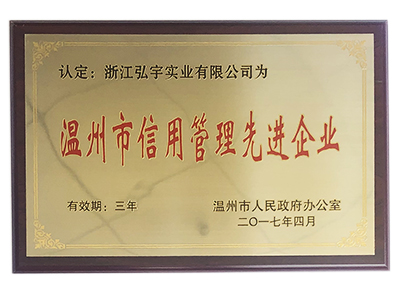 认定：浙江弘宇实业有限公司为
温州市信用管理先进企业
有效期：三年
温州市人民政府办公室
二〇一七年四月